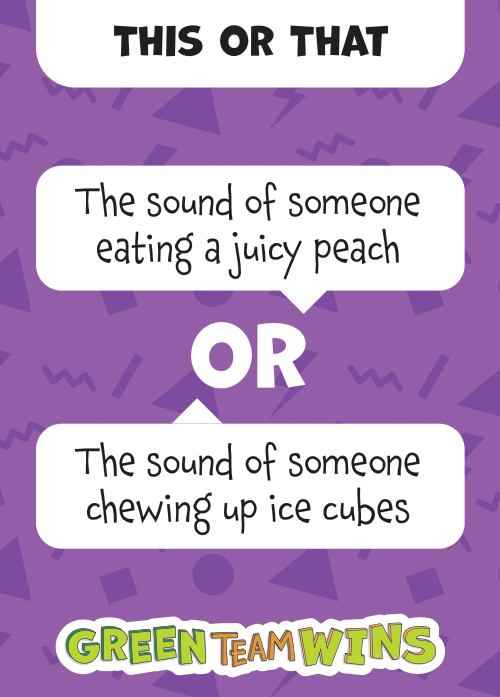 THIS OR THAT
The sound of someone
eating a juicy peach
OR
The sound of someone
chewing up ice cubes
GREEN TEAM WINS